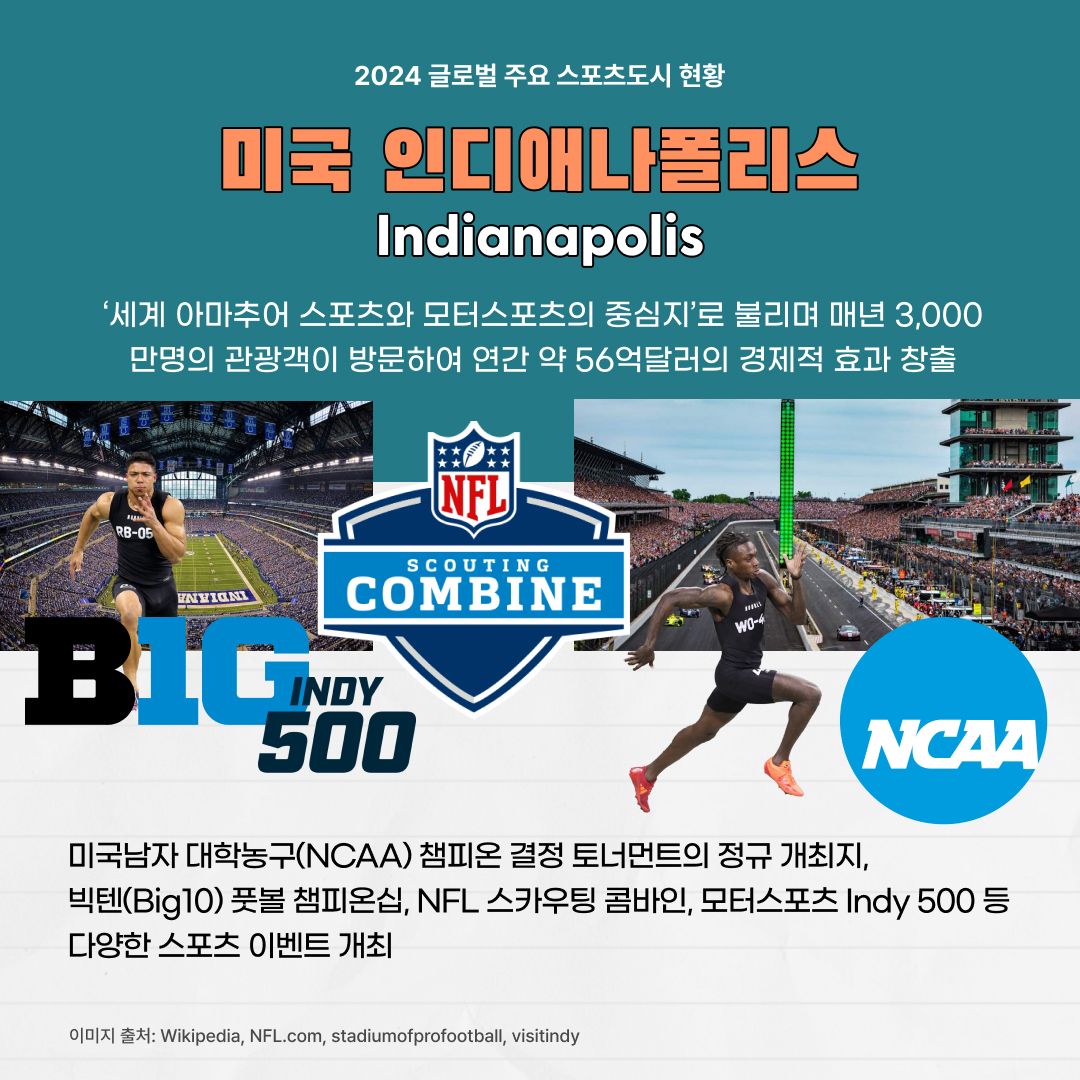 2024 글로벌 주요 스포츠도시 현황
미국 인디애나폴리스
Indianapolis
‘세계 아마추어 스포츠와 모터스포츠의 중심지’로 불리며 매년 3,000
만명의 관광객이 방문하여 연간 약 56억달러의 경제적 효과 창출
NFL
SCOUTING
COMBINE
RB-05
INDIANA
WO-4
B1G
INDY
500
NCAA
미국남자 대학농구(NCAA) 챔피온 결정 토너먼트의 정규 개최지,
빅텐(Big10) 풋볼 챔피온십, NFL 스카우팅 콤바인, 모터스포츠 Indy 500 등
다양한 스포츠 이벤트 개최
이미지 출처: Wikipedia, NFL.com, stadiumofprofootball, visitindy